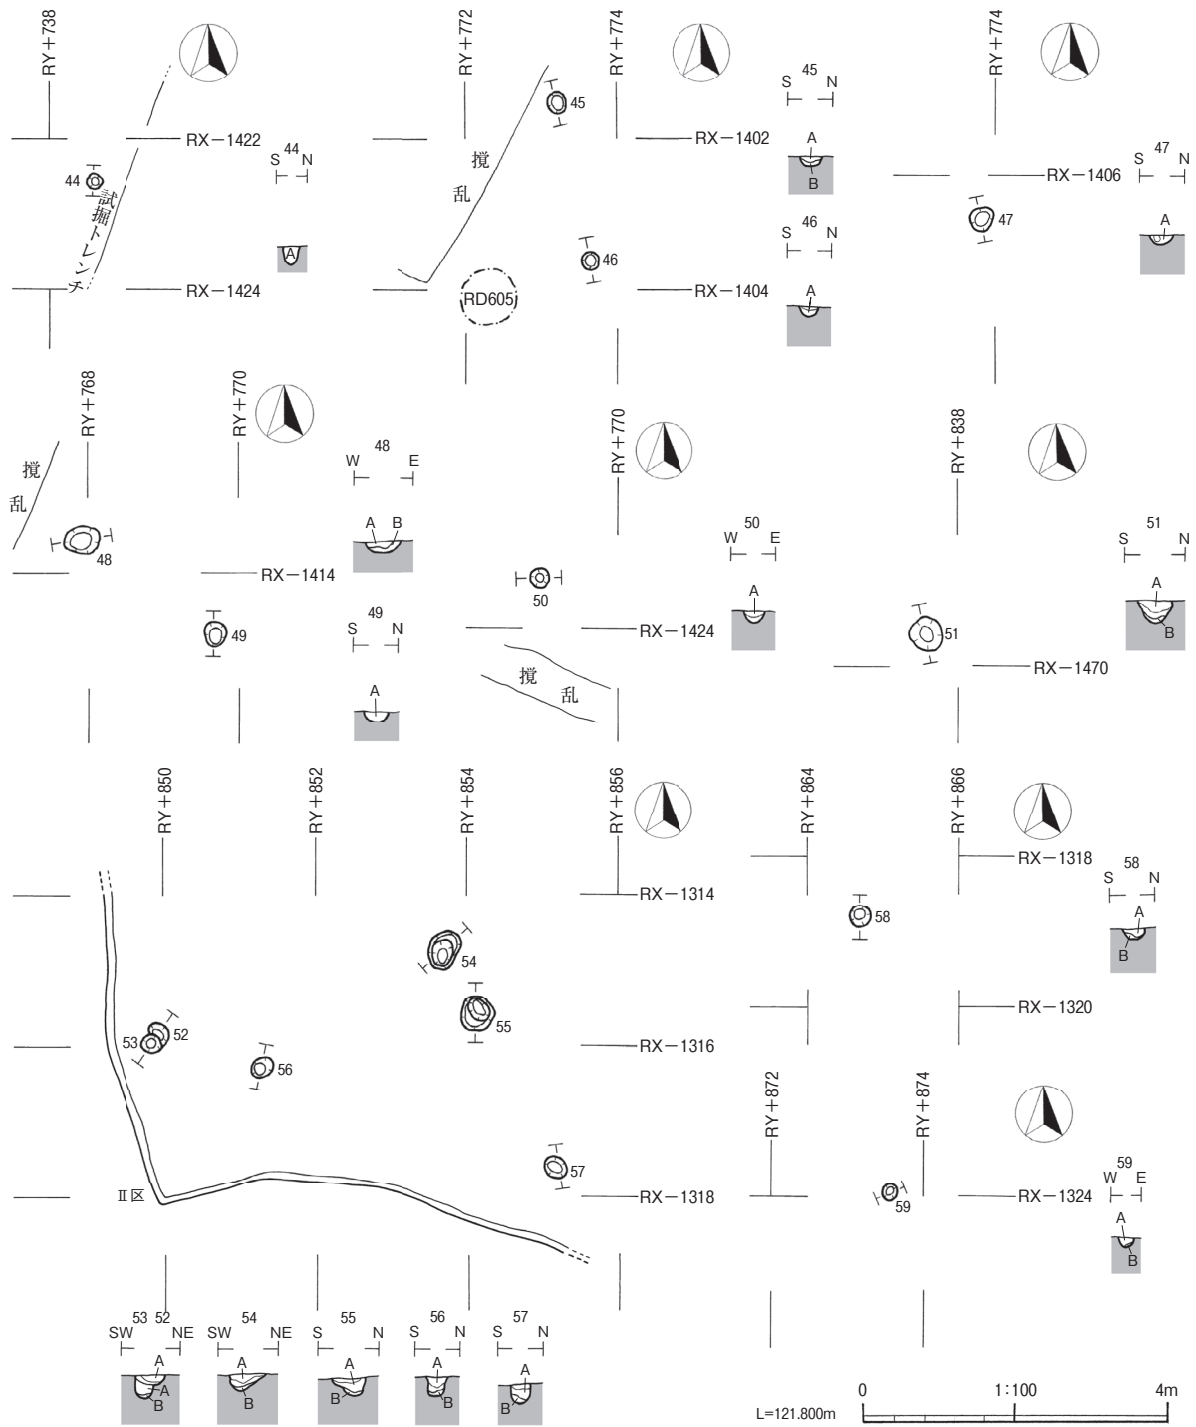 RY+738
RX-1422
44
試掘トレンチ
RX-1424
44
S N
A
RY+772
RY+774
45
撹乱
RX-1402
46
RD605
RX-1404
45
S N
A
B
46
S N
A
RY+774
RX-1406
47
47
S N
A
RY+768
RY+770
撹乱
48
RX-1414
49
48
W E
A B
49
S N
A
RY+770
50
RX-1424
撹乱
50
W E
A
RY+838
51
RX-1470
51
S N
A
B
RY+850
RY+852
RY+854
RY+856
RX-1314
54
55
53 52
56
RX-1316
57
Ⅱ区
RX-1318
53 52
SW NE
A
A
B
54
SW NE
A
B
55
S N
A
B
56
S N
A
B
57
S N
A
B
RY+864
RY+866
RX-1318
58
RX-1320
58
S N
A
B
RY+872
RY+874
59
RX-1324
59
W E
A
B
0 1:100 4m
L=121.800m